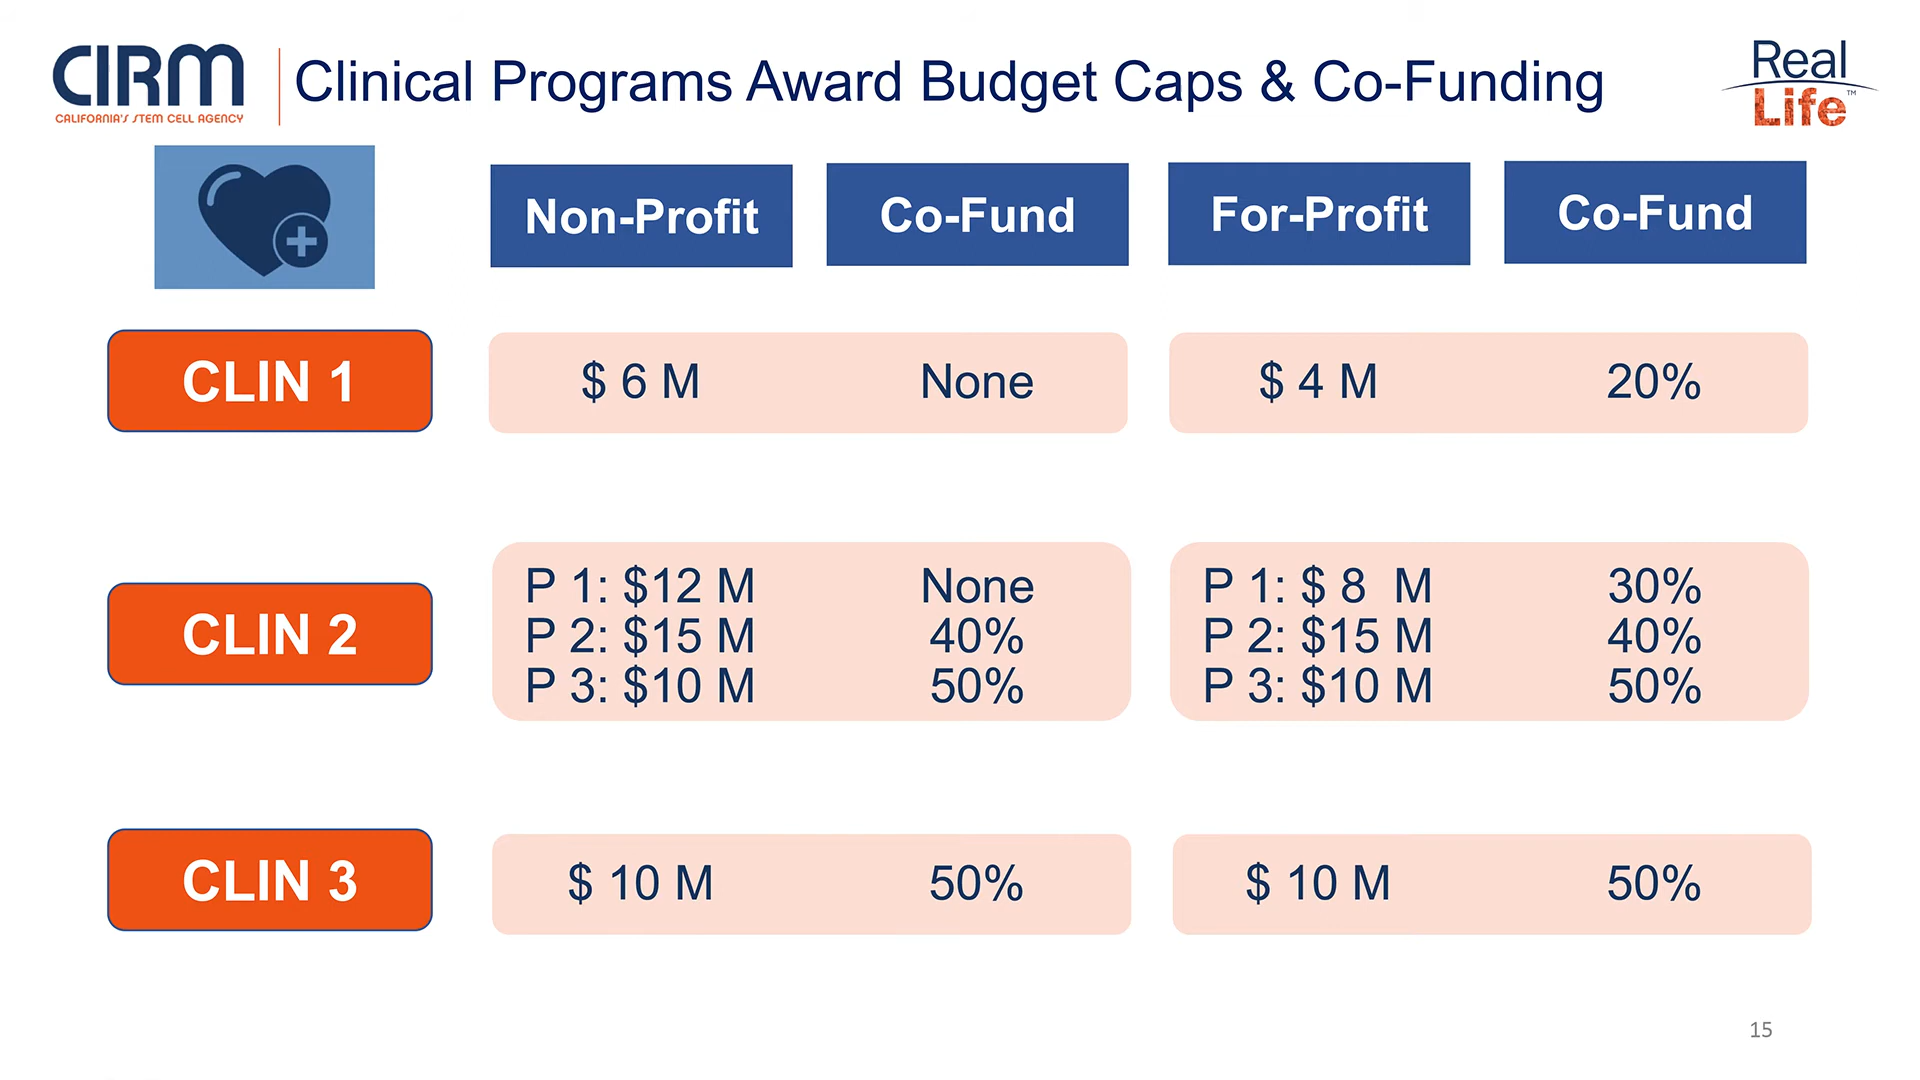 CIRM
CALIFORNIA'S STEM CELL AGENCY
Clinical Programs Award Budget Caps & Co-Funding
Real
Life™
Non-Profit Co-Fund For-Profit Co-Fund
CLIN 1 $ 6 M None $ 4 M 20%
P 1: $12 M None P 1: $ 8 M 30%
CLIN 2 P 2: $15 M 40% P 2: $15 M 40%
P 3: $10 M 50% P 3: $10 M 50%
CLIN 3 $ 10 M 50% $ 10 M 50%
15